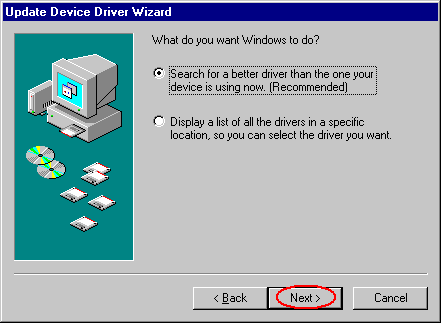 Update Device Driver Wizard
What do you want Windows to do?
Search for a better driver than the one your
device is using now. (Recommended)
Display a list of all the drivers in a specific
location, so you can select the driver you want.
< Back
Next >
Cancel